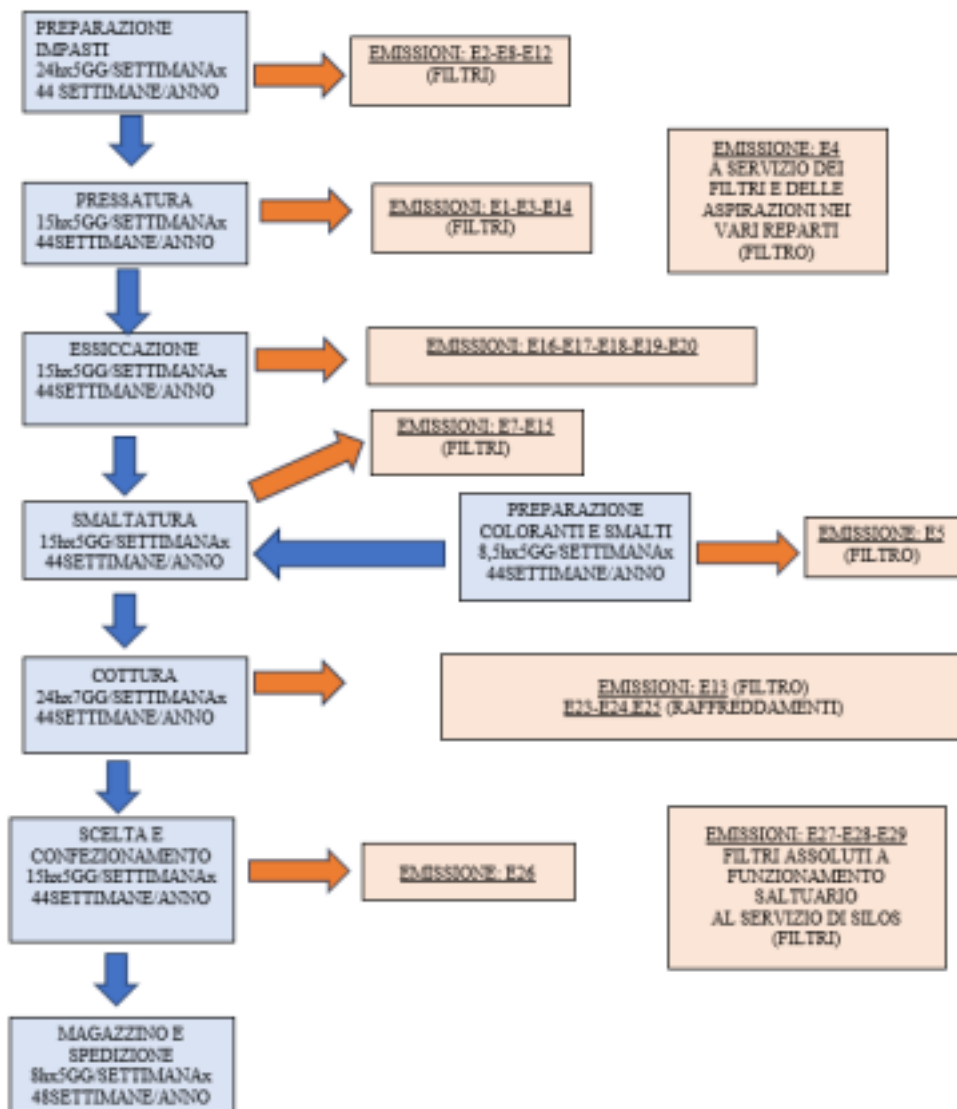 PREPARAZIONE
IMPASTI
24hx5GG/SETTIMANAx
44 SETTIMANE/ANNO
EMISSIONI: E2-E8-E12
(FILTRI)
EMISSIONE: E4
A SERVIZIO DEI
FILTRI E DELLE
ASPIRAZIONI NEI
VARI REPARTI
(FILTRO)
PRESSATURA
15hx5GG/SETTIMANAx
44SETTIMANE/ANNO
EMISSIONI: E1-E3-E14
(FILTRI)
ESSICCAZIONE
15hx5GG/SETTIMANAx
44SETTIMANE/ANNO
EMISSIONI: E16-E17-E18-E19-E20
EMISSIONI: E7-E15
(FILTRI)
SMALTATURA
15hx5GG/SETTIMANAx
44SETTIMANE/ANNO
PREPARAZIONE
COLORANTI E SMALTI
8,5hx5GG/SETTIMANAx
44SETTIMANE/ANNO
EMISSIONE: E5
(FILTRO)
COTTURA
24hx7GG/SETTIMANAx
44SETTIMANE/ANNO
EMISSIONI: E13 (FILTRO)
E23-E24 E25 (RAFFREDDAMENTI)
SCELTA E
CONFEZIONAMENTO
15hx5GG/SETTIMANAx
44SETTIMANE/ANNO
EMISSIONE: E26
EMISSIONI: E27-E28-E29
FILTRI ASSOLUTI A
FUNZIONAMENTO
SALTUARIO
AL SERVIZIO DI SILOS
(FILTRI)
MAGAZZINO E
SPEDIZIONE
8hx5GG/SETTIMANAx
48SETTIMANE/ANNO